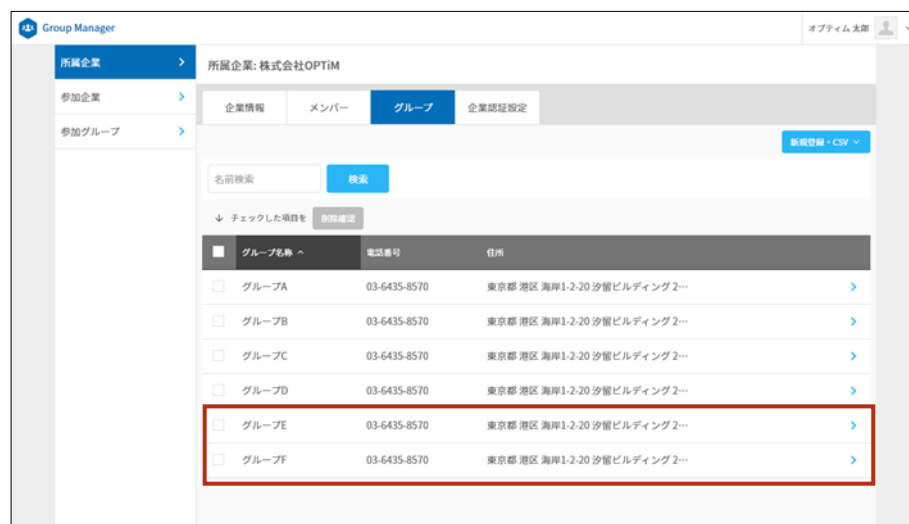 Group Manager
オプティム 太郎
所属企業
所属企業: 株式会社OPTiM
参加企業
企業情報 メンバー グループ 企業認証設定
参加グループ
新規登録・CSV
名前検索 検索
↓ チェックした項目を 削除確認
グループ名称 電話番号 住所
グループA 03-6435-8570 東京都 港区 海岸1-2-20 汐留ビルディング 2…
グループB 03-6435-8570 東京都 港区 海岸1-2-20 汐留ビルディング 2…
グループC 03-6435-8570 東京都 港区 海岸1-2-20 汐留ビルディング 2…
グループD 03-6435-8570 東京都 港区 海岸1-2-20 汐留ビルディング 2…
グループE 03-6435-8570 東京都 港区 海岸1-2-20 汐留ビルディング 2…
グループF 03-6435-8570 東京都 港区 海岸1-2-20 汐留ビルディング 2…